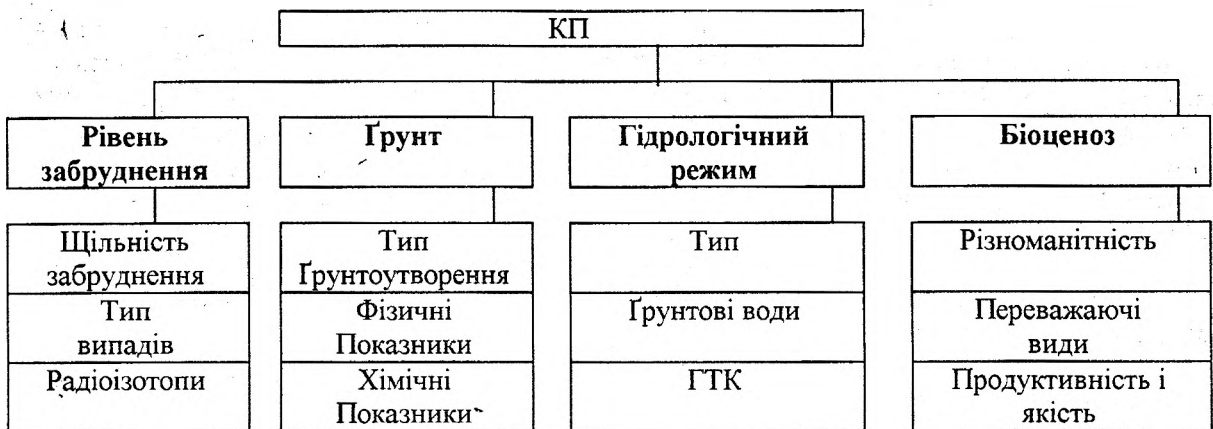 КП
Рівень
забруднення
Ґрунт
Гідрологічний
режим
Біоценоз
Щільність
забруднення
Тип
випадів
Радіоізотопи
Тип
Ґрунтоутворення
Фізичні
Показники
Хімічні
Показники
Тип
Ґрунтові води
ГТК
Різноманітність
Переважаючі
види
Продуктивність і
якість